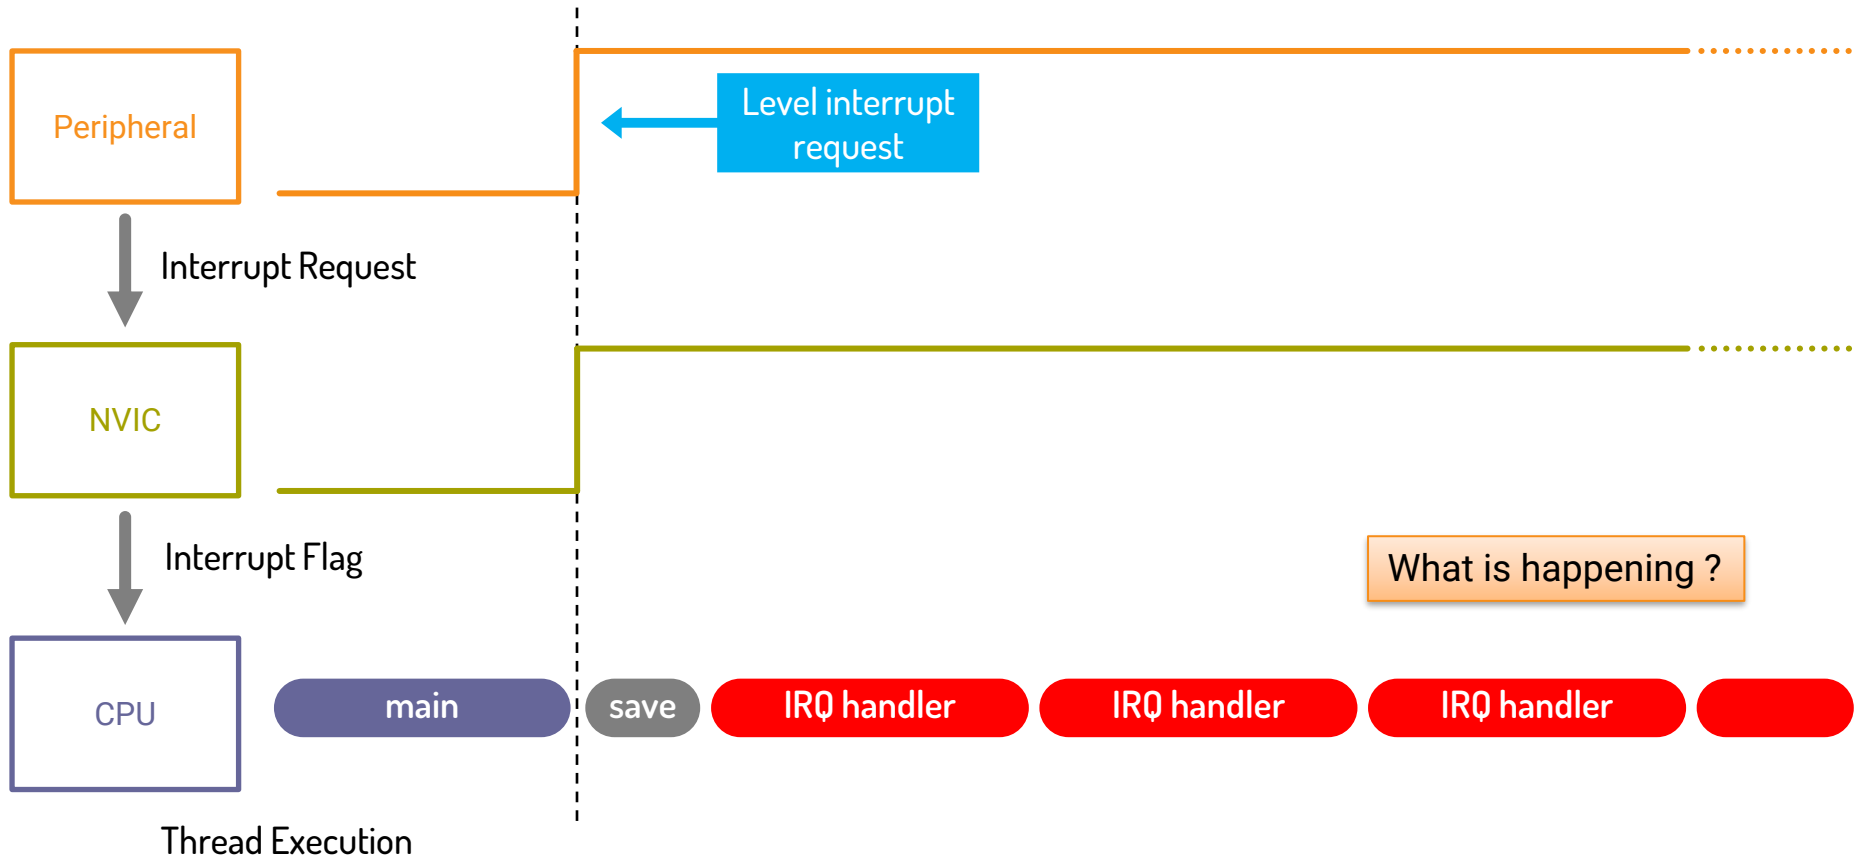 Peripheral
Level interrupt
request
Interrupt Request
NVIC
Interrupt Flag
What is happening ?
CPU
main
save
IRQ handler
IRQ handler
IRQ handler
Thread Execution